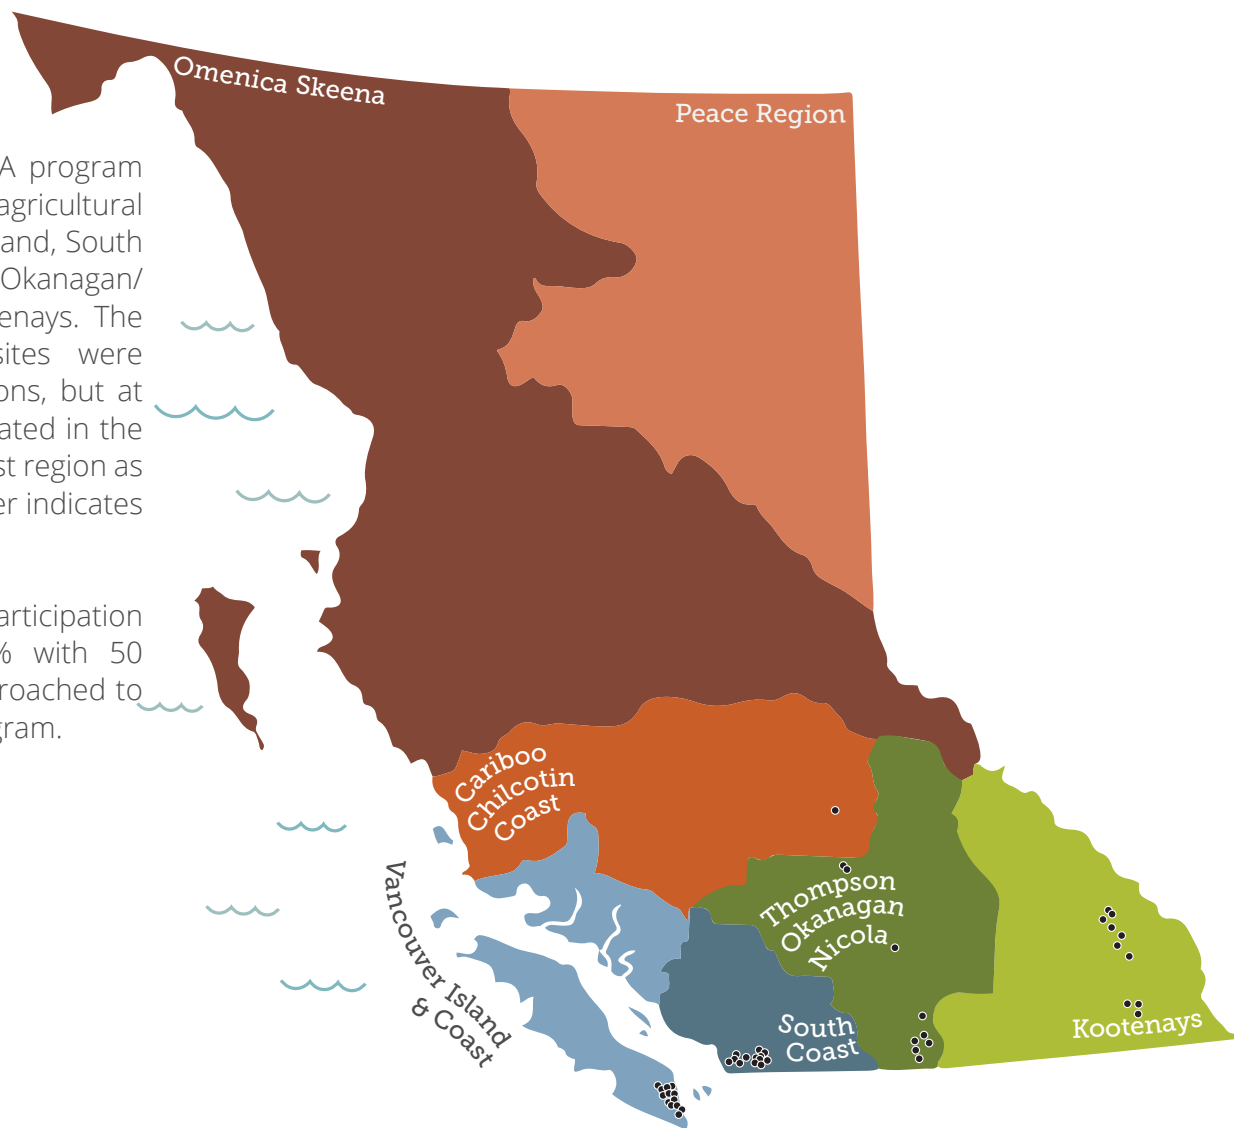 A program
agricultural
and, South
Okanagan/
enays. The
sites were
ons, but at
ated in the
st region as
er indicates
articipation
% with 50
roached to
gram.
Omenica Skeena
Peace Region
Cariboo
Chilcotin
Coast
Vancouver Island
& Coast
Thompson
Okanagan
Nicola
South
Coast
Kootenays